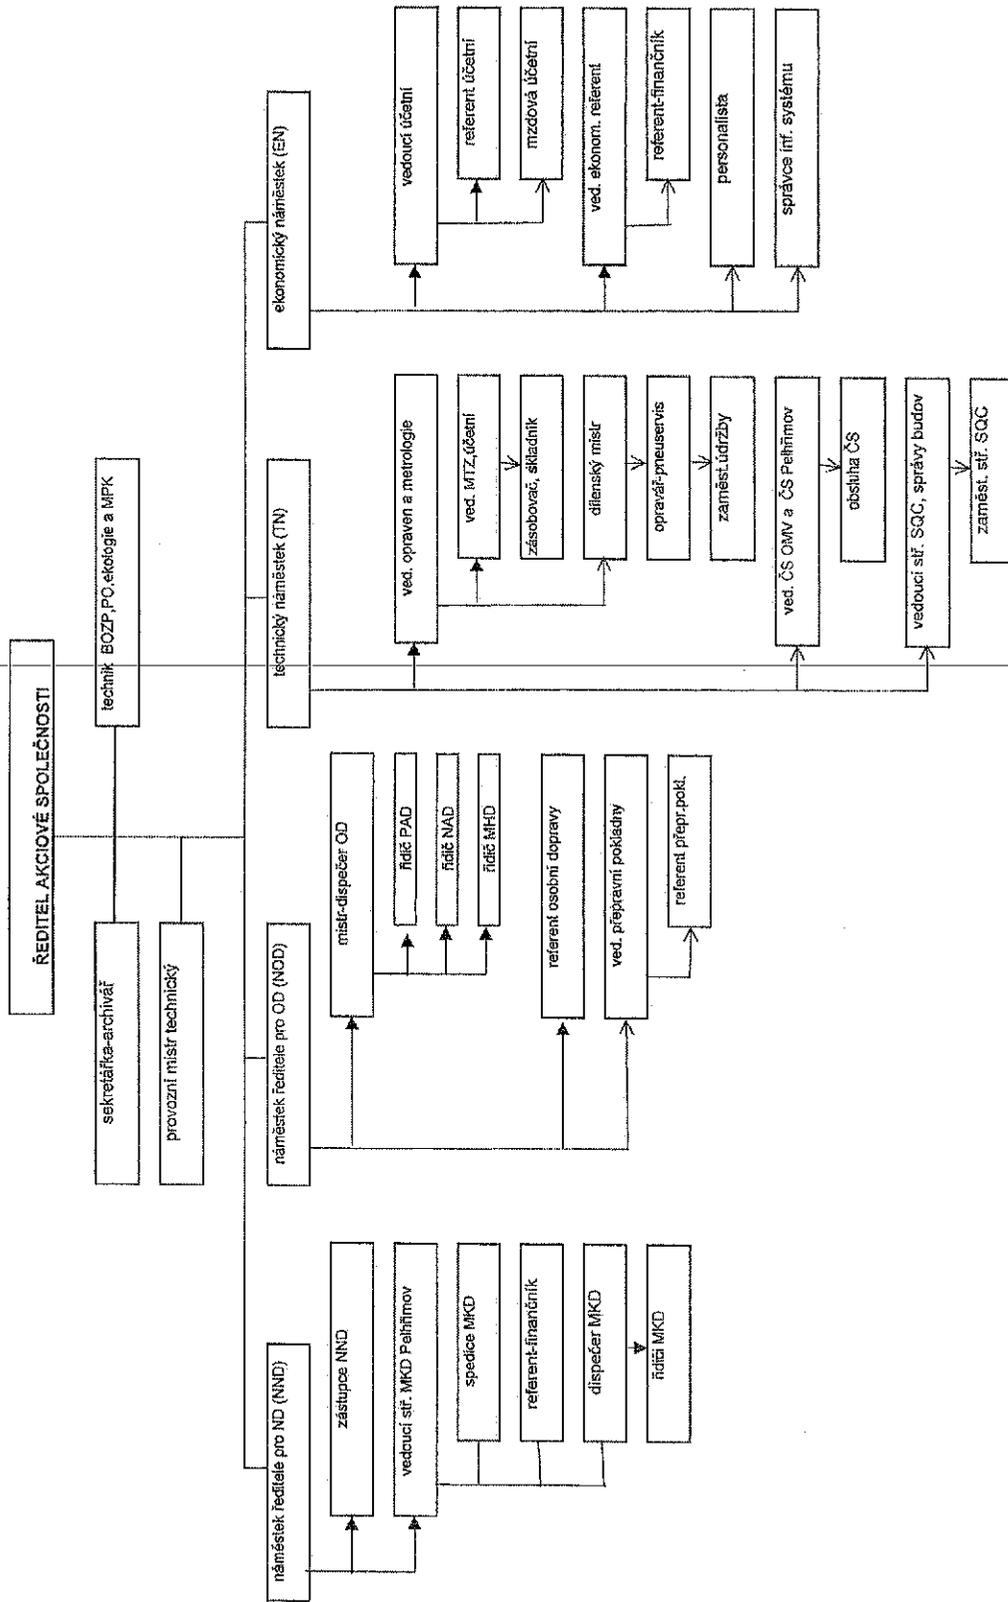 ŘEDITEL AKCIOVÉ SPOLEČNOSTI
sekretářka-archivář
technik BOZP,PO,ekologie a MPK
provozní mistr technický
náměstek ředitele pro ND (NND)
zástupce NND
vedoucí stř. MKD Pelhřimov
spedice MKD
referent-finančník
dispečer MKD
řidiči MKD
náměstek ředitele pro OD (NOD)
mistr-dispečer OD
řidič PAD
řidič NAD
řidič MHD
referent osobní dopravy
ved. přepravní pokladny
referent přepr.pokl.
technický náměstek (TN)
ved. opraven a metrologie
ved. MTZ,účetní
zásobovač, skladník
dílenský mistr
opravář-pneuservis
zaměst.údržby
ved. ČS OMV a ČS Pelhřimov
obsluha ČS
vedoucí stř. SQC, správy budov
zaměst. stř. SQC
ekonomický náměstek (EN)
vedoucí účetní
referent účetní
mzdová účetní
ved. ekonom. referent
referent-finančník
personalista
správce inf. systému